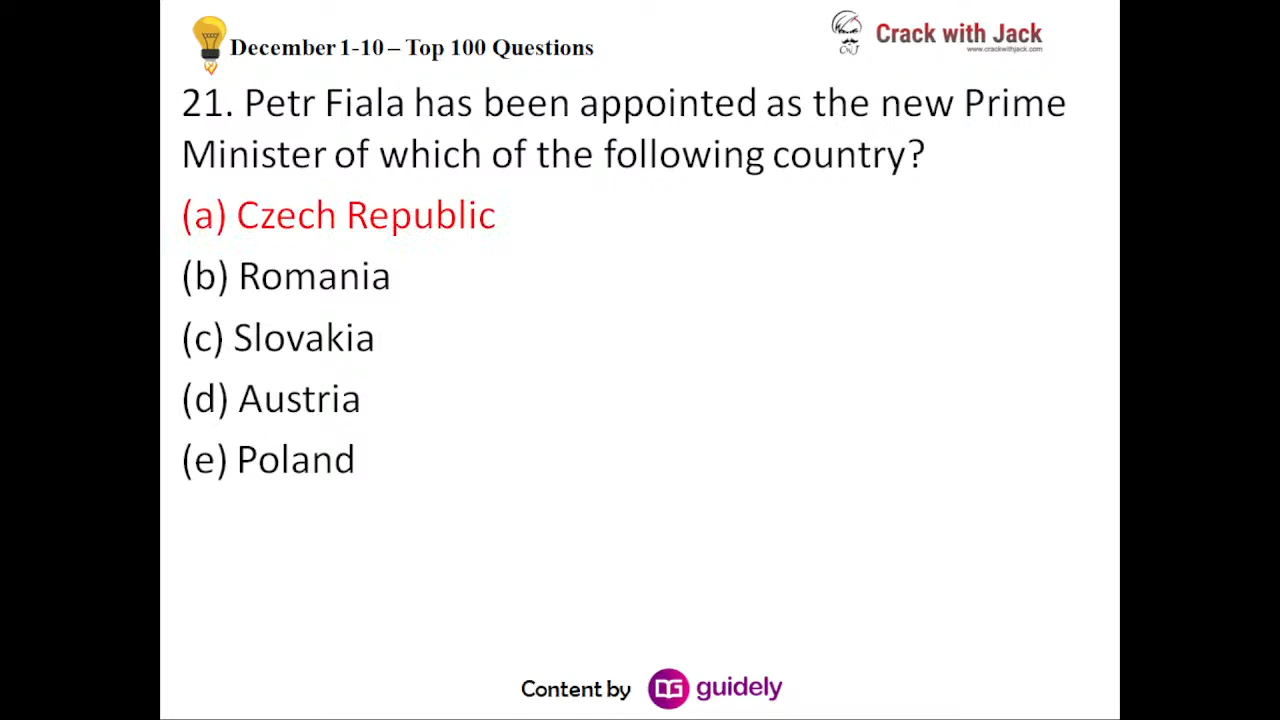 December 1-10 – Top 100 Questions
Crack with Jack
www.crackwithjack.com
CwJ
21. Petr Fiala has been appointed as the new Prime
Minister of which of the following country?
(a) Czech Republic
(b) Romania
(c) Slovakia
(d) Austria
(e) Poland
Content by
guidely